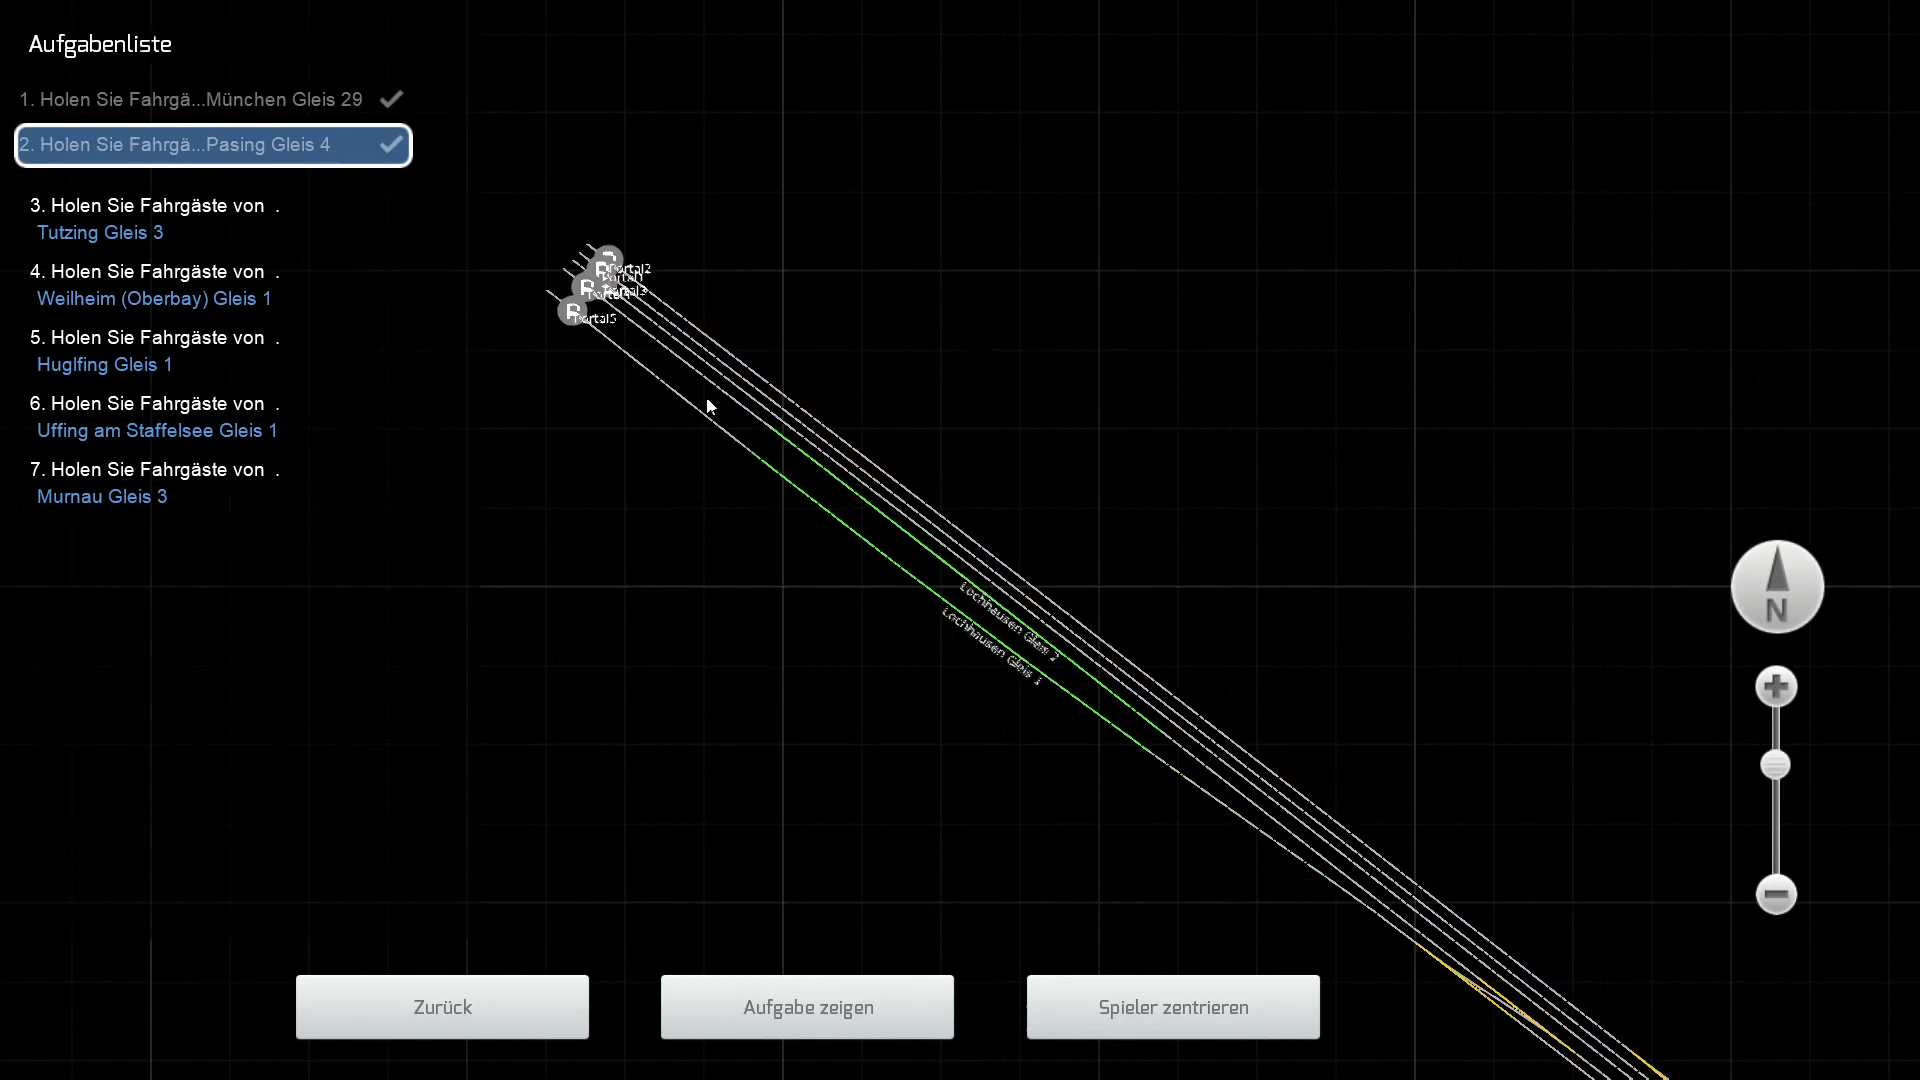 Aufgabenliste
1. Holen Sie Fahrgä...München Gleis 29
2. Holen Sie Fahrgä...Pasing Gleis 4
3. Holen Sie Fahrgäste von .
Tutzing Gleis 3
4. Holen Sie Fahrgäste von .
Weilheim (Oberbay) Gleis 1
5. Holen Sie Fahrgäste von .
Huglfing Gleis 1
6. Holen Sie Fahrgäste von .
Uffing am Staffelsee Gleis 1
7. Holen Sie Fahrgäste von .
Murnau Gleis 3
Portal2
Portal1
Portal3
Portal5
Lochhausen Gleis 2
Lochhausen Gleis 1
N
Zurück
Aufgabe zeigen
Spieler zentrieren